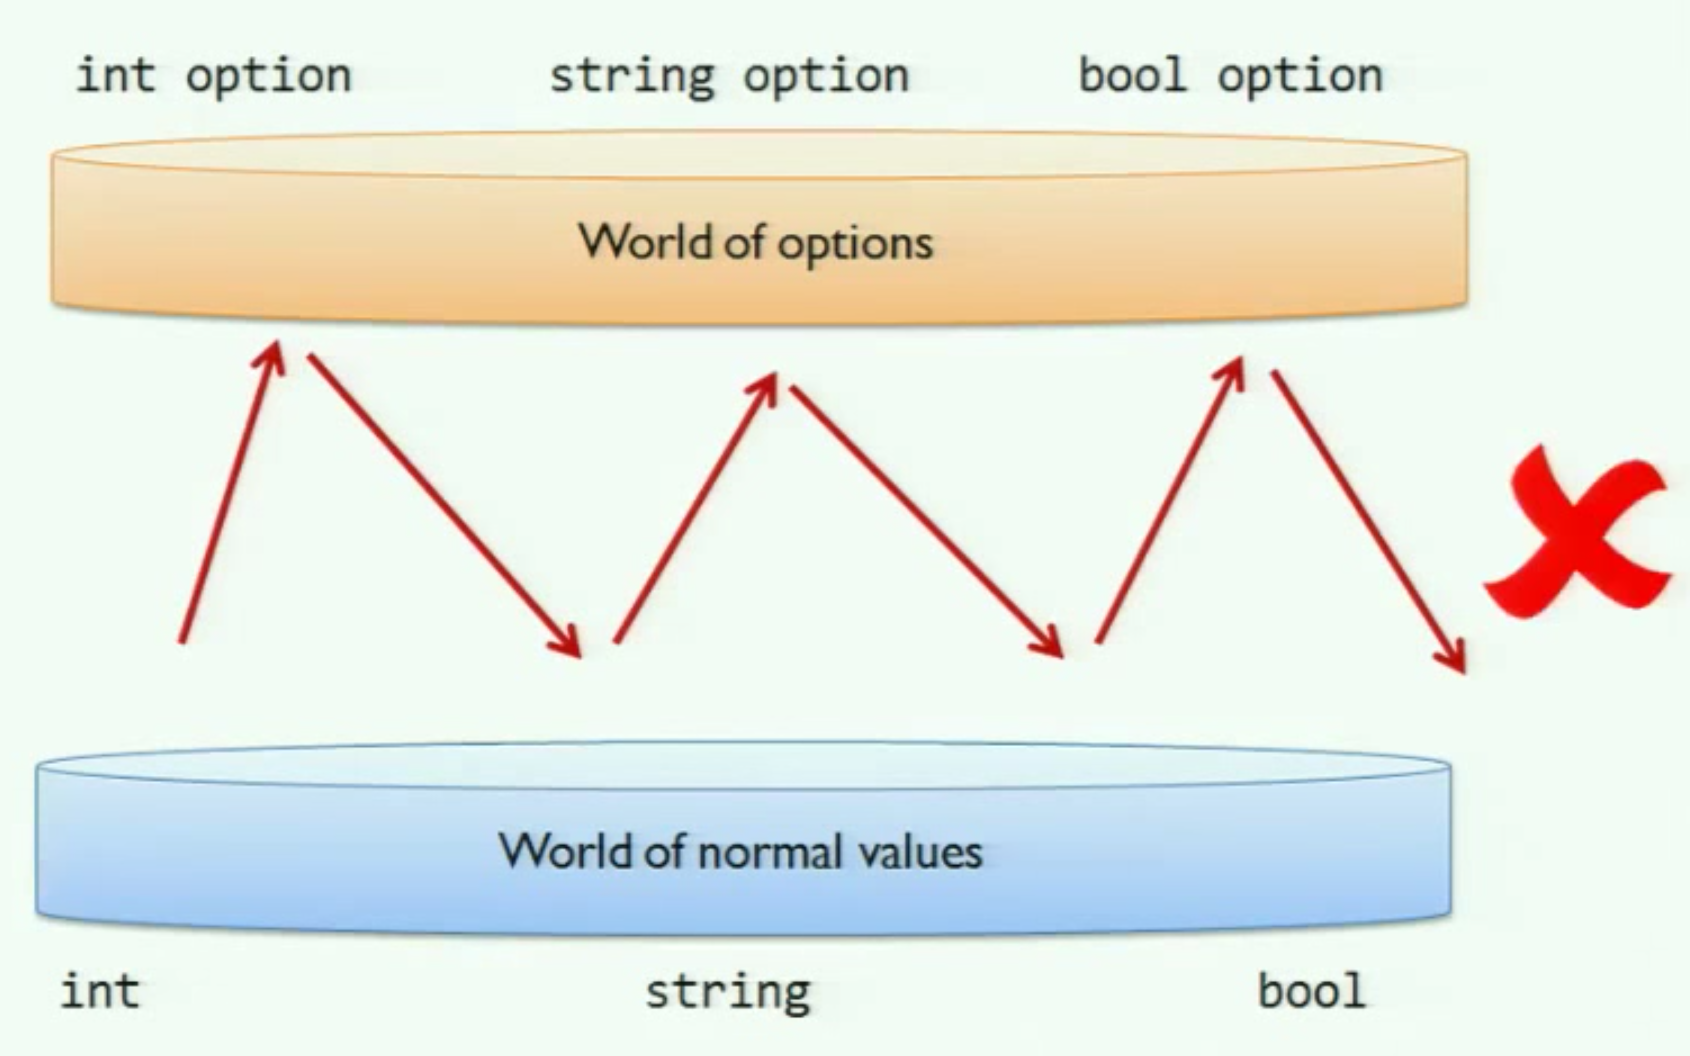 int option
string option
bool option
World of options
World of normal values
int
string
bool